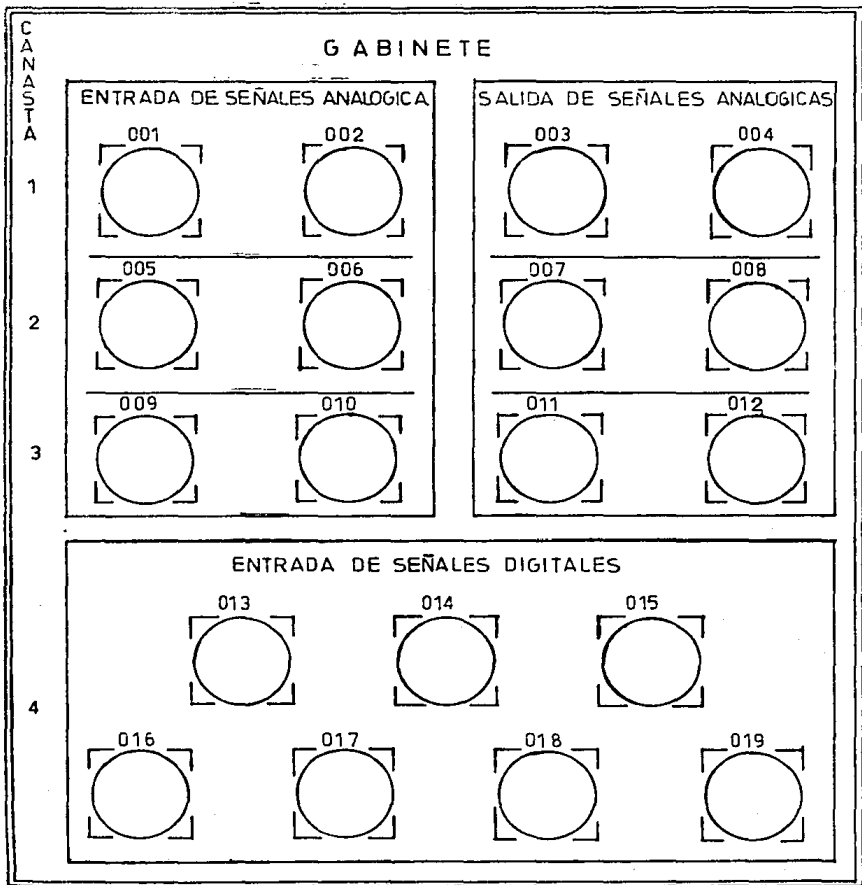 CANASTA
GABINETE
ENTRADA DE SEÑALES ANALOGICA
SALIDA DE SEÑALES ANALOGICAS
001 002 003 004
1
005 006 007 008
2
009 010 011 012
3
ENTRADA DE SEÑALES DIGITALES
013 014 015
4
016 017 018 019